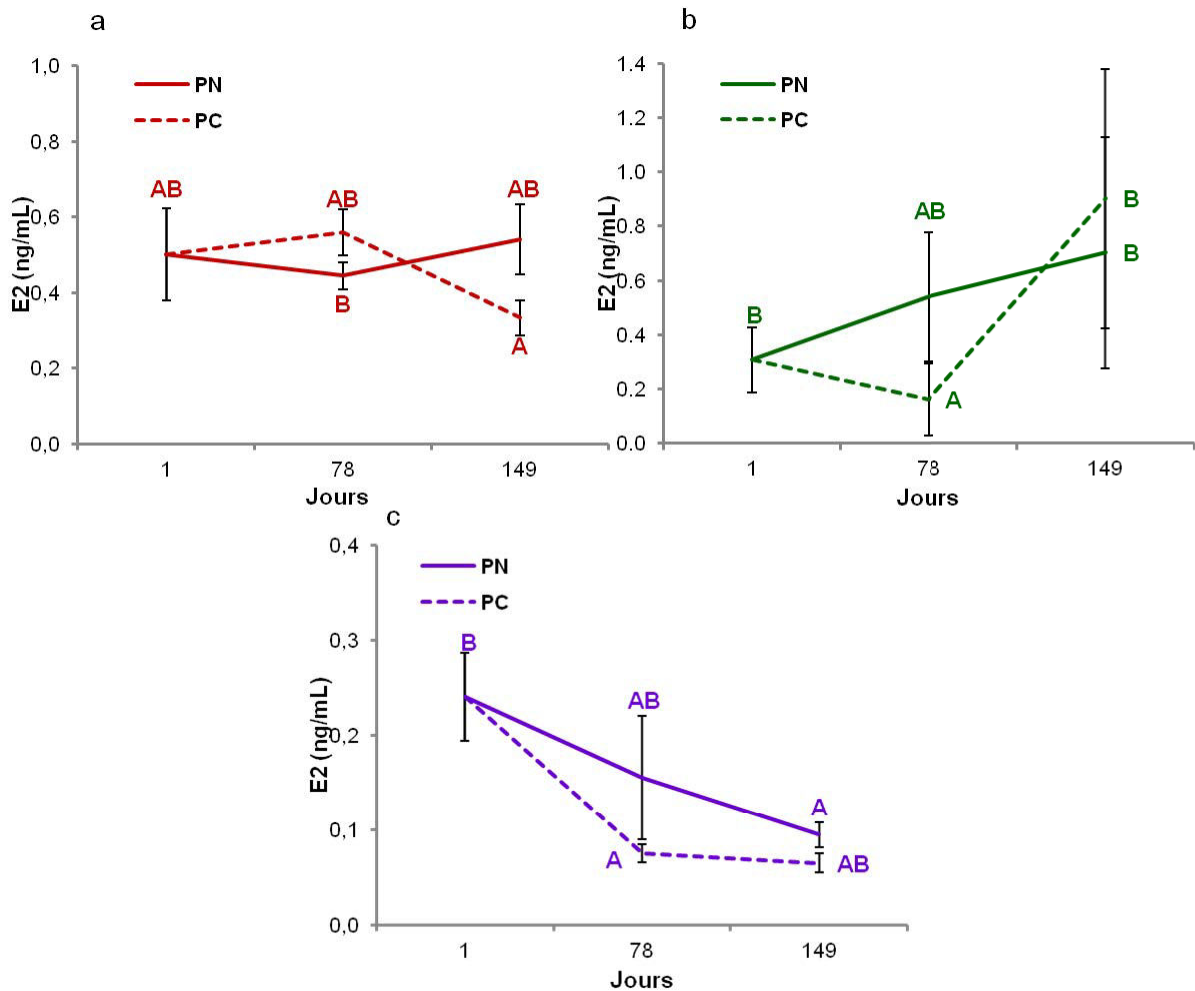 a
1,0
0,8
0,6
0,4
0,2
0,0
E2 (ng/mL)
PN
PC
AB
AB
AB
B
A
1
78
149
Jours
b
1.4
1.2
1.0
0.8
0.6
0.4
0.2
0.0
E2 (ng/mL)
PN
PC
B
AB
A
B
B
1
78
149
Jours
c
0,4
0,3
0,2
0,1
0,0
E2 (ng/mL)
PN
PC
B
AB
A
A
AB
1
78
149
Jours